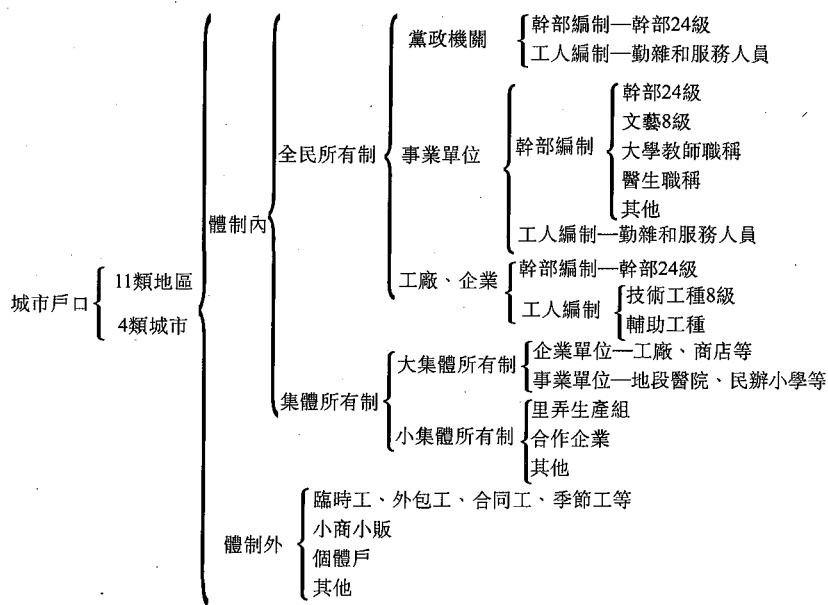 城市戶口
11類地區
4類城市
體制內
全民所有制
黨政機關
幹部編制—幹部24級
工人編制—勤雜和服務人員
事業單位
幹部編制
幹部24級
文藝8級
大學教師職稱
醫生職稱
其他
工人編制—勤雜和服務人員
工廠、企業
幹部編制—幹部24級
工人編制
技術工種8級
輔助工種
集體所有制
大集體所有制
企業單位—工廠、商店等
事業單位—地段醫院、民辦小學等
小集體所有制
里弄生產組
合作企業
其他
體制外
臨時工、外包工、合同工、季節工等
小商小販
個體戶
其他